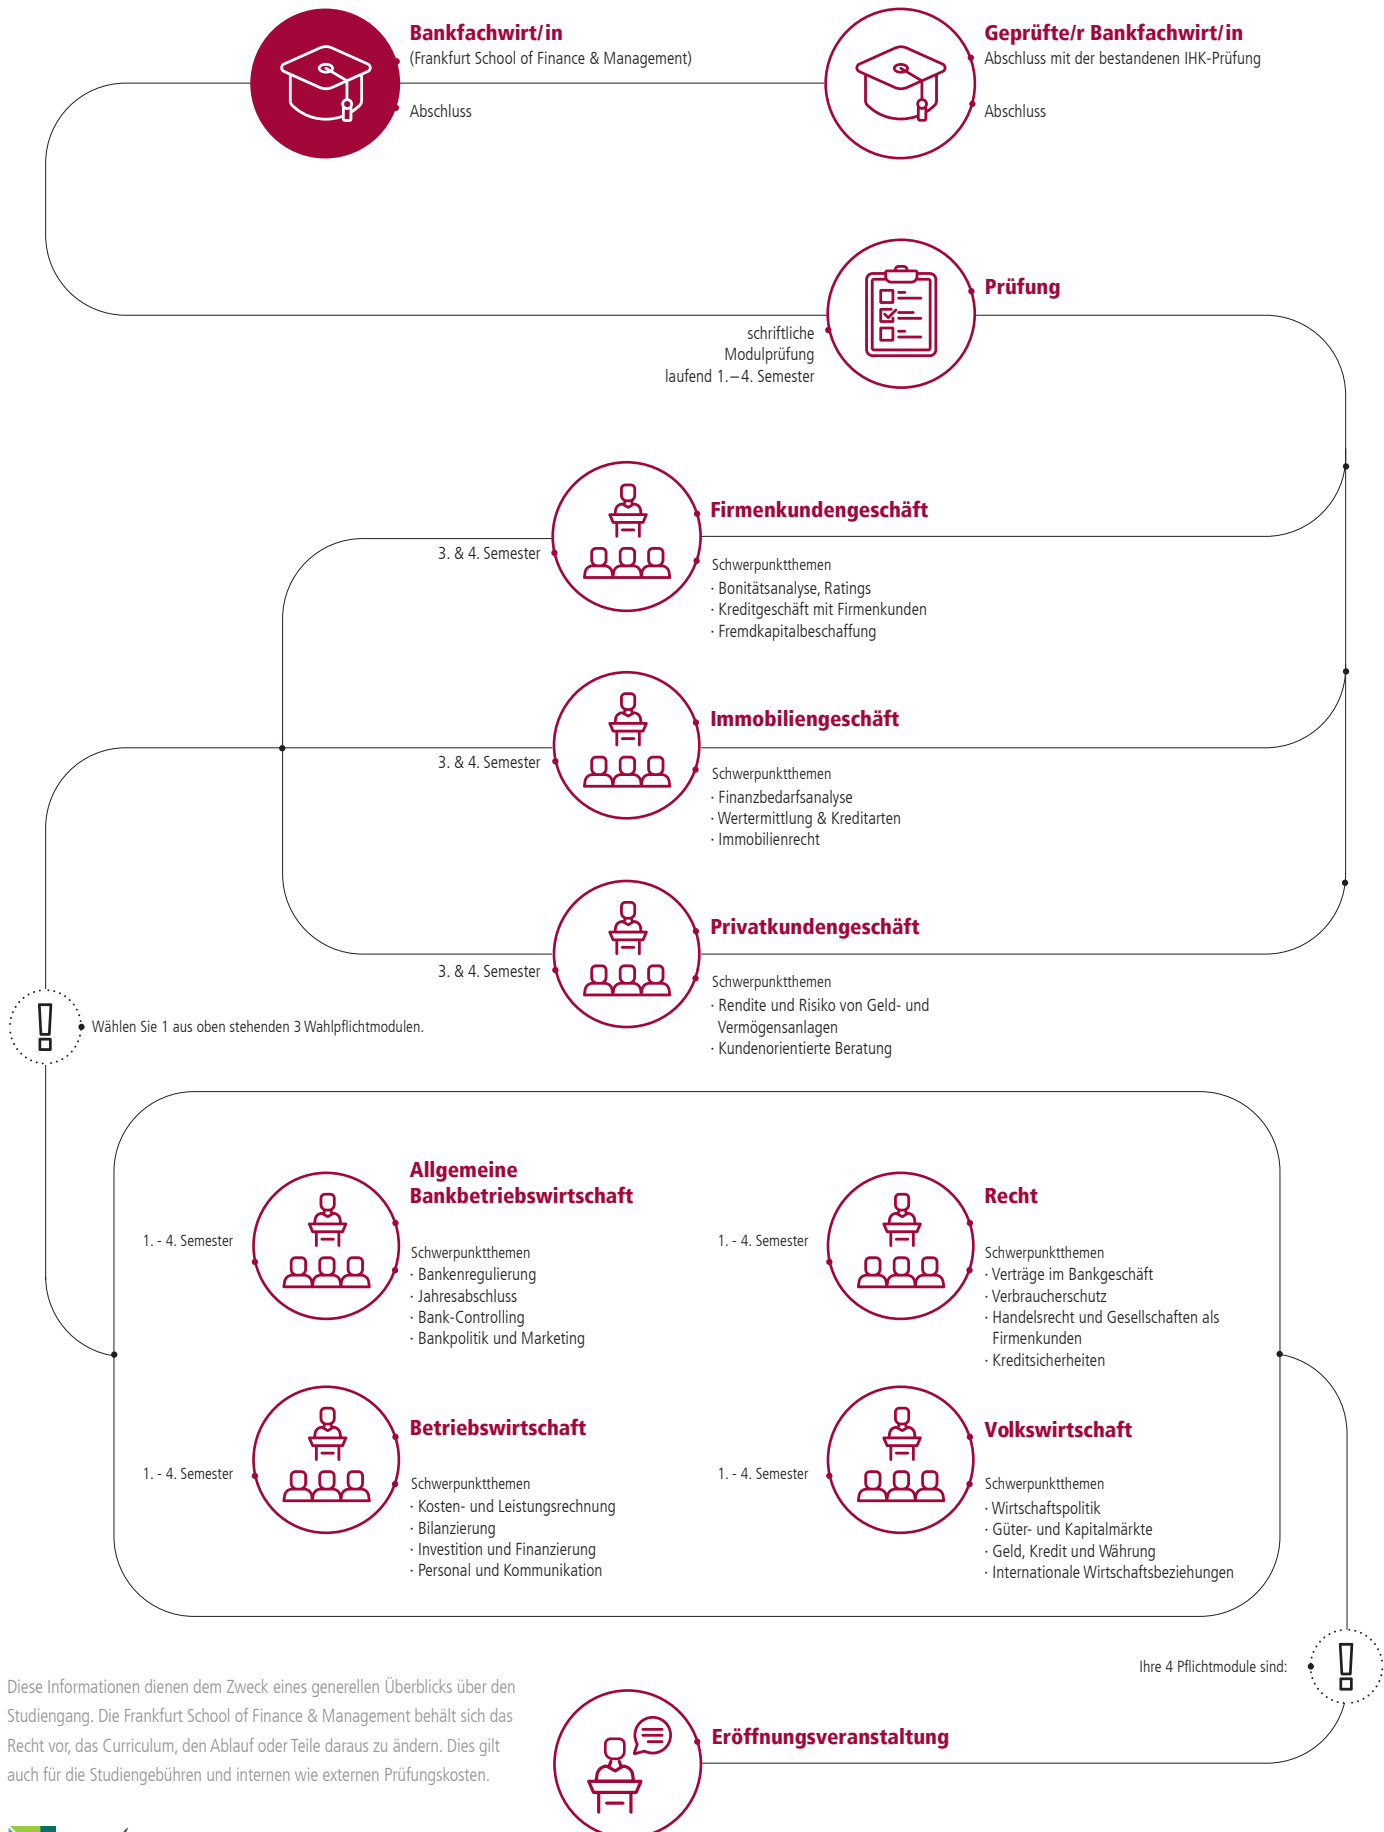 Bankfachwirt/in
(Frankfurt School of Finance & Management)
Abschluss
Geprüfte/r Bankfachwirt/in
Abschluss mit der bestandenen IHK-Prüfung
Abschluss
Prüfung
schriftliche
Modulprüfung
laufend 1.–4. Semester
Firmenkundengeschäft
3. & 4. Semester
Schwerpunktthemen
· Bonitätsanalyse, Ratings
· Kreditgeschäft mit Firmenkunden
· Fremdkapitalbeschaffung
Immobiliengeschäft
3. & 4. Semester
Schwerpunktthemen
· Finanzbedarfsanalyse
· Wertermittlung & Kreditarten
· Immobilienrecht
Privatkundengeschäft
3. & 4. Semester
Schwerpunktthemen
· Rendite und Risiko von Geld- und
Vermögensanlagen
· Kundenorientierte Beratung
Wählen Sie 1 aus oben stehenden 3 Wahlpflichtmodulen.
Allgemeine
Bankbetriebswirtschaft
1. - 4. Semester
Schwerpunktthemen
· Bankenregulierung
· Jahresabschluss
· Bank-Controlling
· Bankpolitik und Marketing
Recht
1. - 4. Semester
Schwerpunktthemen
· Verträge im Bankgeschäft
· Verbraucherschutz
· Handelsrecht und Gesellschaften als
Firmenkunden
· Kreditsicherheiten
Betriebswirtschaft
1. - 4. Semester
Schwerpunktthemen
· Kosten- und Leistungsrechnung
· Bilanzierung
· Investition und Finanzierung
· Personal und Kommunikation
Volkswirtschaft
1. - 4. Semester
Schwerpunktthemen
· Wirtschaftspolitik
· Güter- und Kapitalmärkte
· Geld, Kredit und Währung
· Internationale Wirtschaftsbeziehungen
Ihre 4 Pflichtmodule sind:
Diese Informationen dienen dem Zweck eines generellen Überblicks über den
Studiengang. Die Frankfurt School of Finance & Management behält sich das
Recht vor, das Curriculum, den Ablauf oder Teile daraus zu ändern. Dies gilt
auch für die Studiengebühren und internen wie externen Prüfungskosten.
Eröffnungsveranstaltung